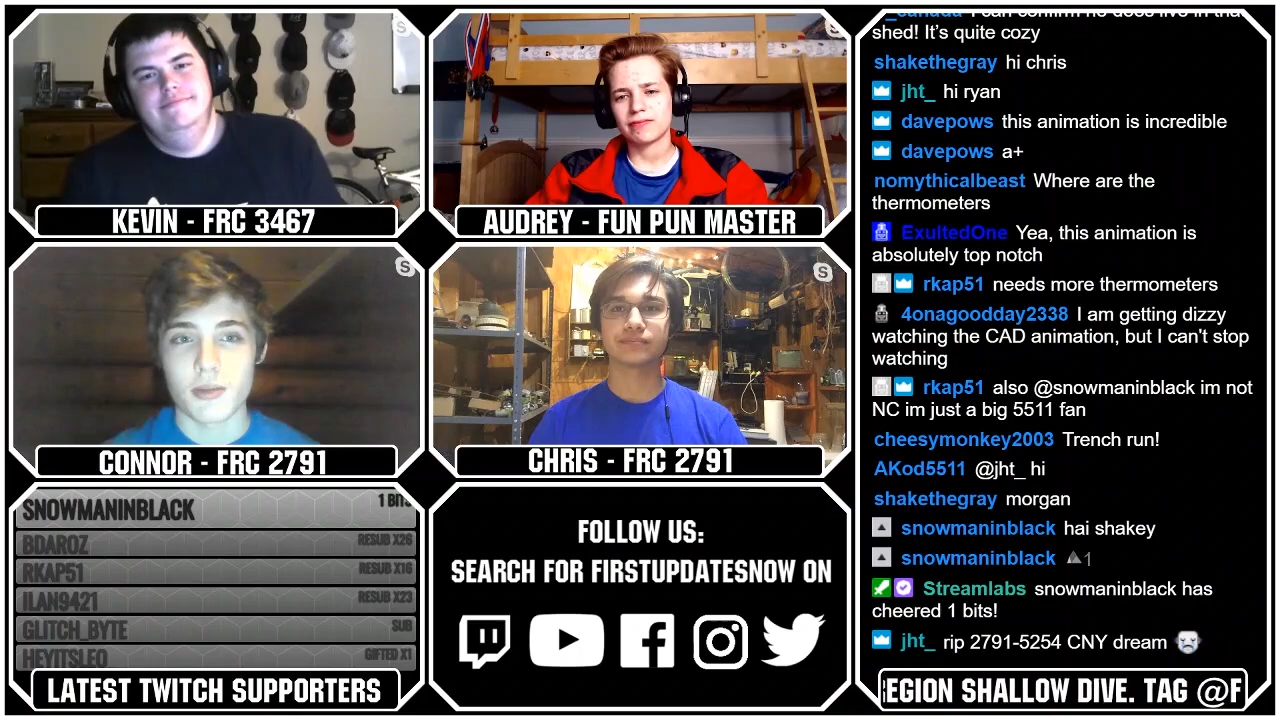 KEVIN - FRC 3467
AUDREY - FUN PUN MASTER
CONNOR - FRC 2791
CHRIS - FRC 2791
SNOWMANINBLACK 1 BITS
BDAROZ RESUB X26
RKAP51 RESUB X16
ILAN9421 RESUB X23
GLITCH_BYTE SUB
HEYITSLEO GIFTED X1
LATEST TWITCH SUPPORTERS
FOLLOW US:
SEARCH FOR FIRSTUPDATESNOW ON
shed! It's quite cozy
shakethegray hi chris
jht_ hi ryan
davepows this animation is incredible
davepows a+
nomythicalbeast Where are the
thermometers
ExultedOne Yea, this animation is
absolutely top notch
rkap51 needs more thermometers
4onagoodday2338 I am getting dizzy
watching the CAD animation, but I can't stop
watching
rkap51 also @snowmaninblack im not
NC im just a big 5511 fan
cheesymonkey2003 Trench run!
AKod5511 @jht_ hi
shakethegray morgan
snowmaninblack hai shakey
snowmaninblack 1
Streamlabs snowmaninblack has
cheered 1 bits!
jht_ rip 2791-5254 CNY dream
EGION SHALLOW DIVE. TAG @F